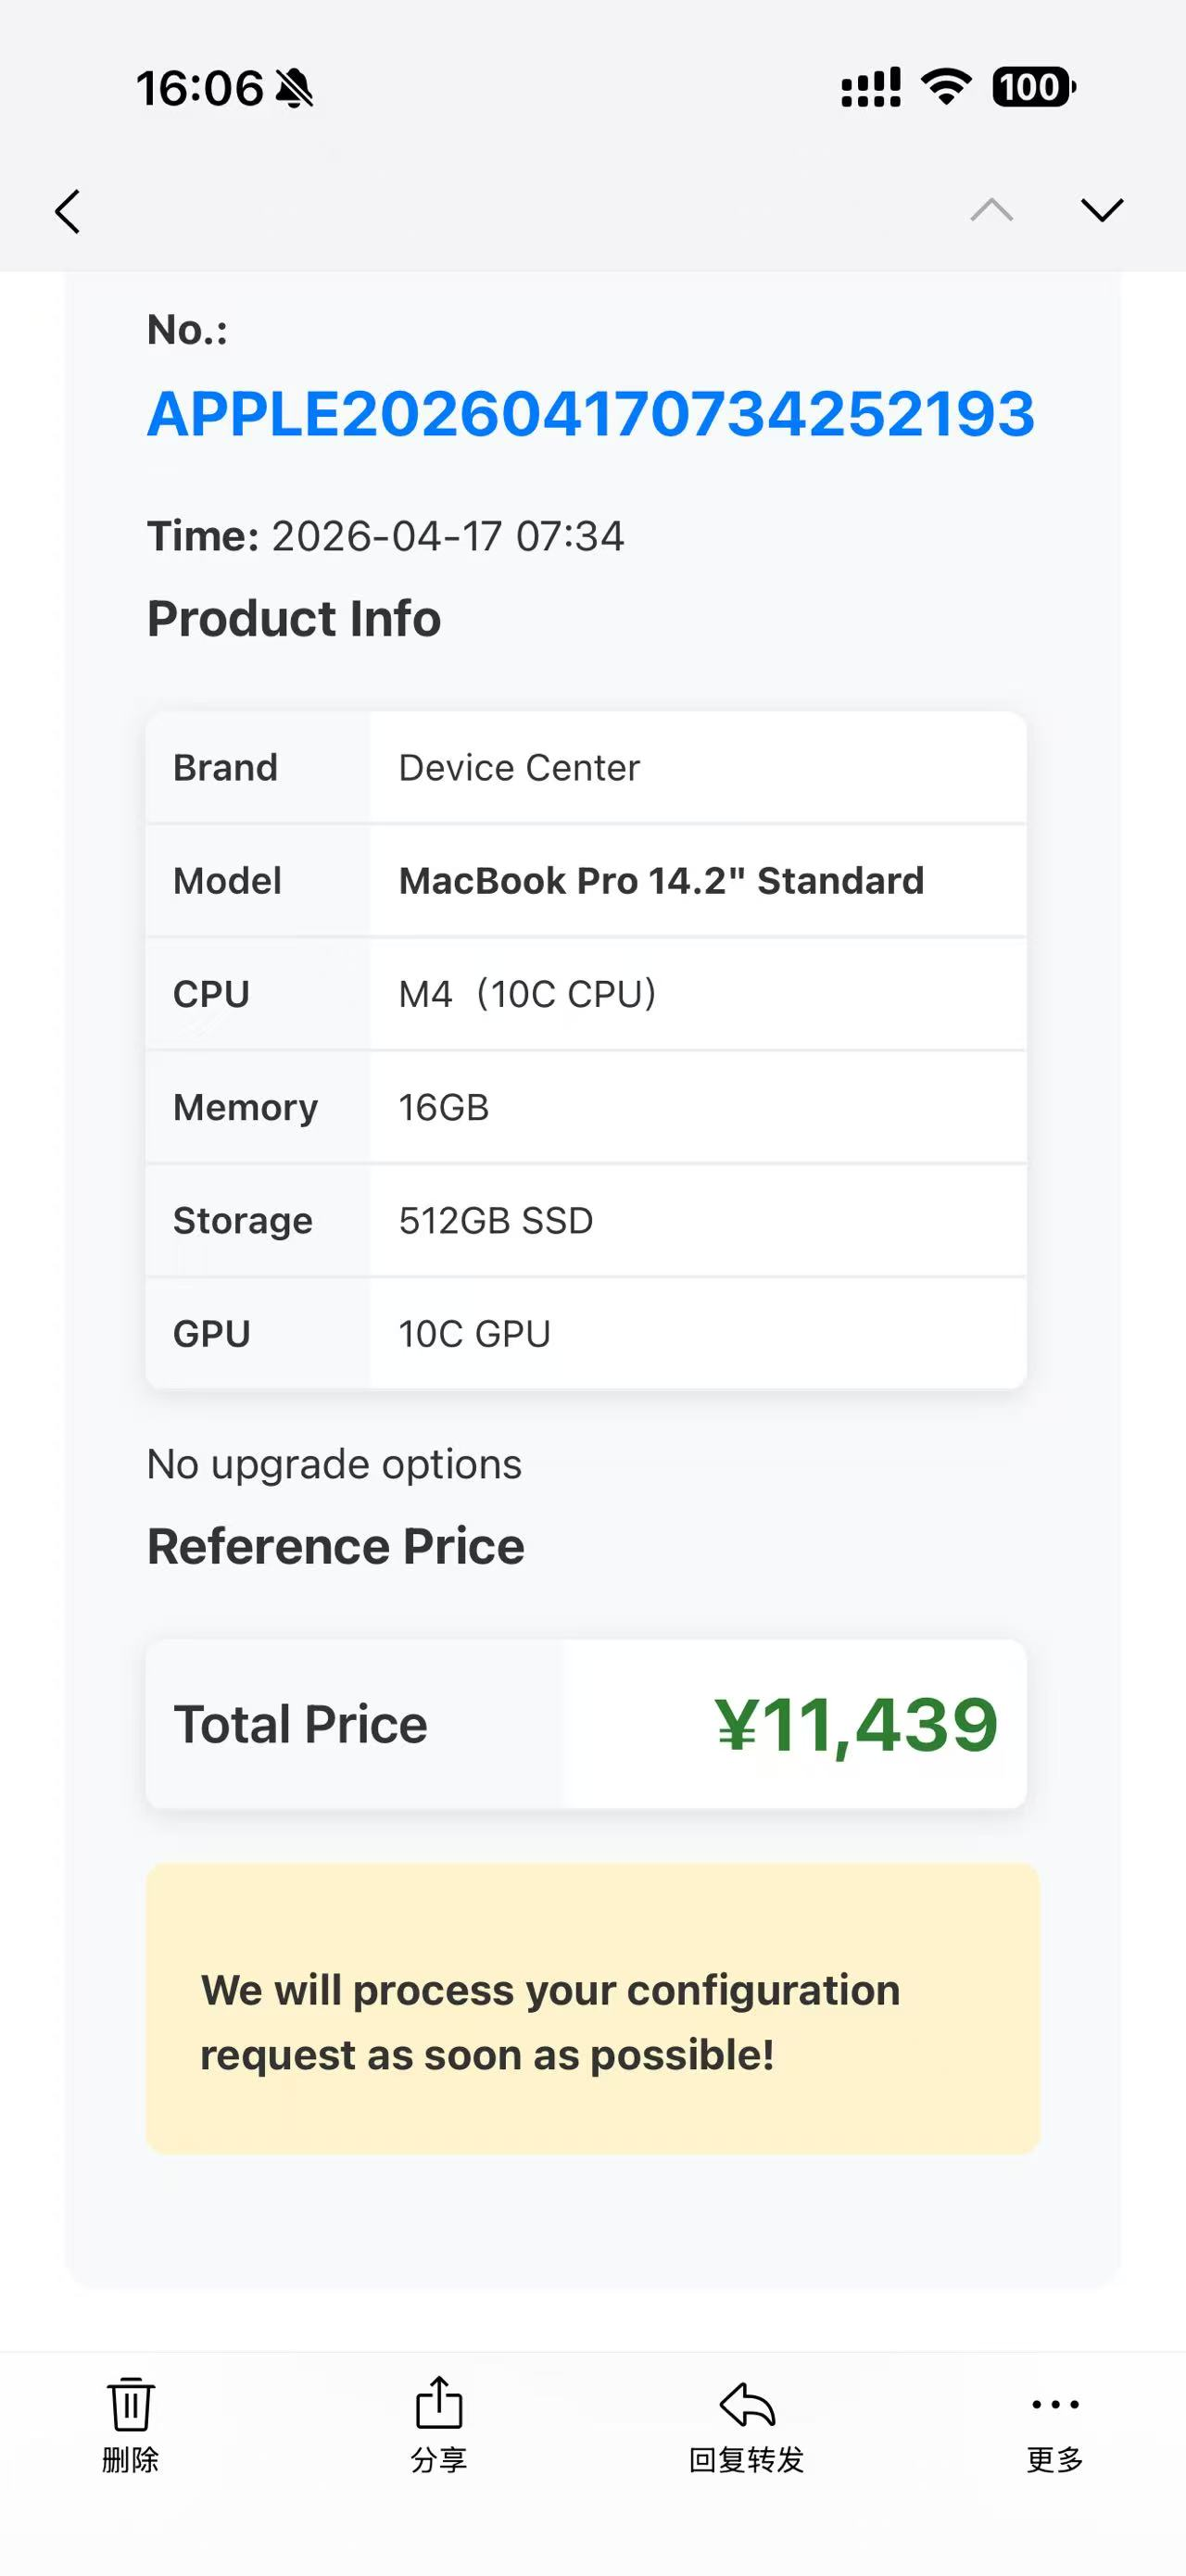 16:06
100
No.:
APPLE20260417073425​2193
Time: 2026-04-17 07:34
Product Info
Brand Device Center
Model MacBook Pro 14.2" Standard
CPU M4（10C CPU）
Memory 16GB
Storage 512GB SSD
GPU 10C GPU
No upgrade options
Reference Price
Total Price ¥11,439
We will process your configuration
request as soon as possible!
删除 分享 回复转发 更多